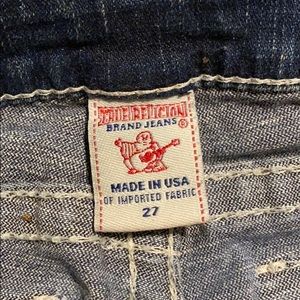 TRUE RELIGION
BRAND JEANS®
MADE IN USA
OF IMPORTED FABRIC
27